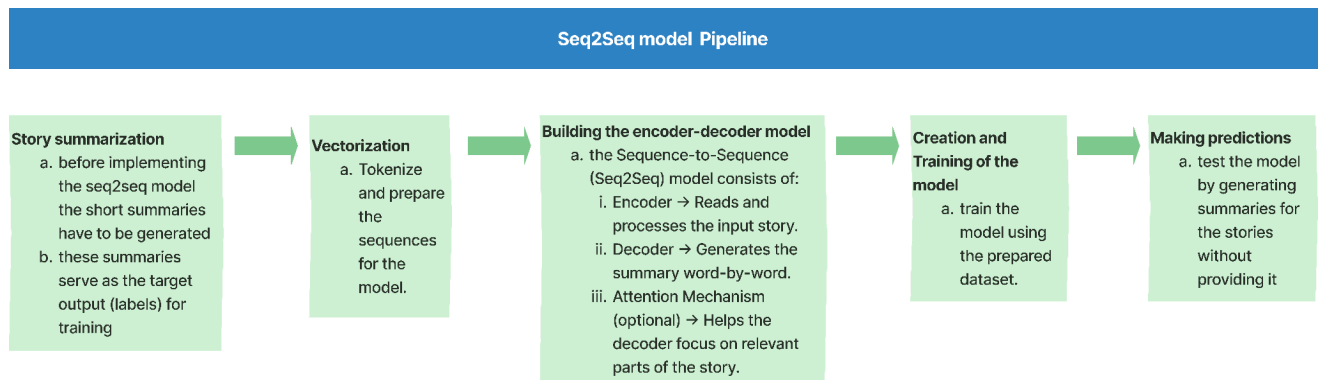 Seq2Seq model Pipeline
Story summarization
a. before implementing
the seq2seq model
the short summaries
have to be generated
b. these summaries
serve as the target
output (labels) for
training
Vectorization
a. Tokenize
and prepare
the
sequences
for the
model.
Building the encoder-decoder model
a. the Sequence-to-Sequence
(Seq2Seq) model consists of:
i. Encoder → Reads and
processes the input story.
ii. Decoder → Generates the
summary word-by-word.
iii. Attention Mechanism
(optional) → Helps the
decoder focus on relevant
parts of the story.
Creation and
Training of the
model
a. train the
model using
the prepared
dataset.
Making predictions
a. test the model
by generating
summaries for
the stories
without
providing it